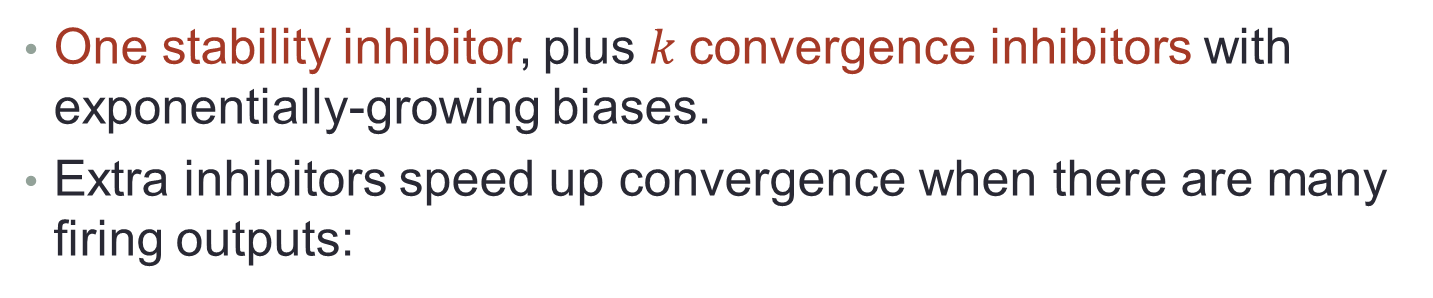 • One stability inhibitor, plus k convergence inhibitors with
exponentially-growing biases.
• Extra inhibitors speed up convergence when there are many
firing outputs: